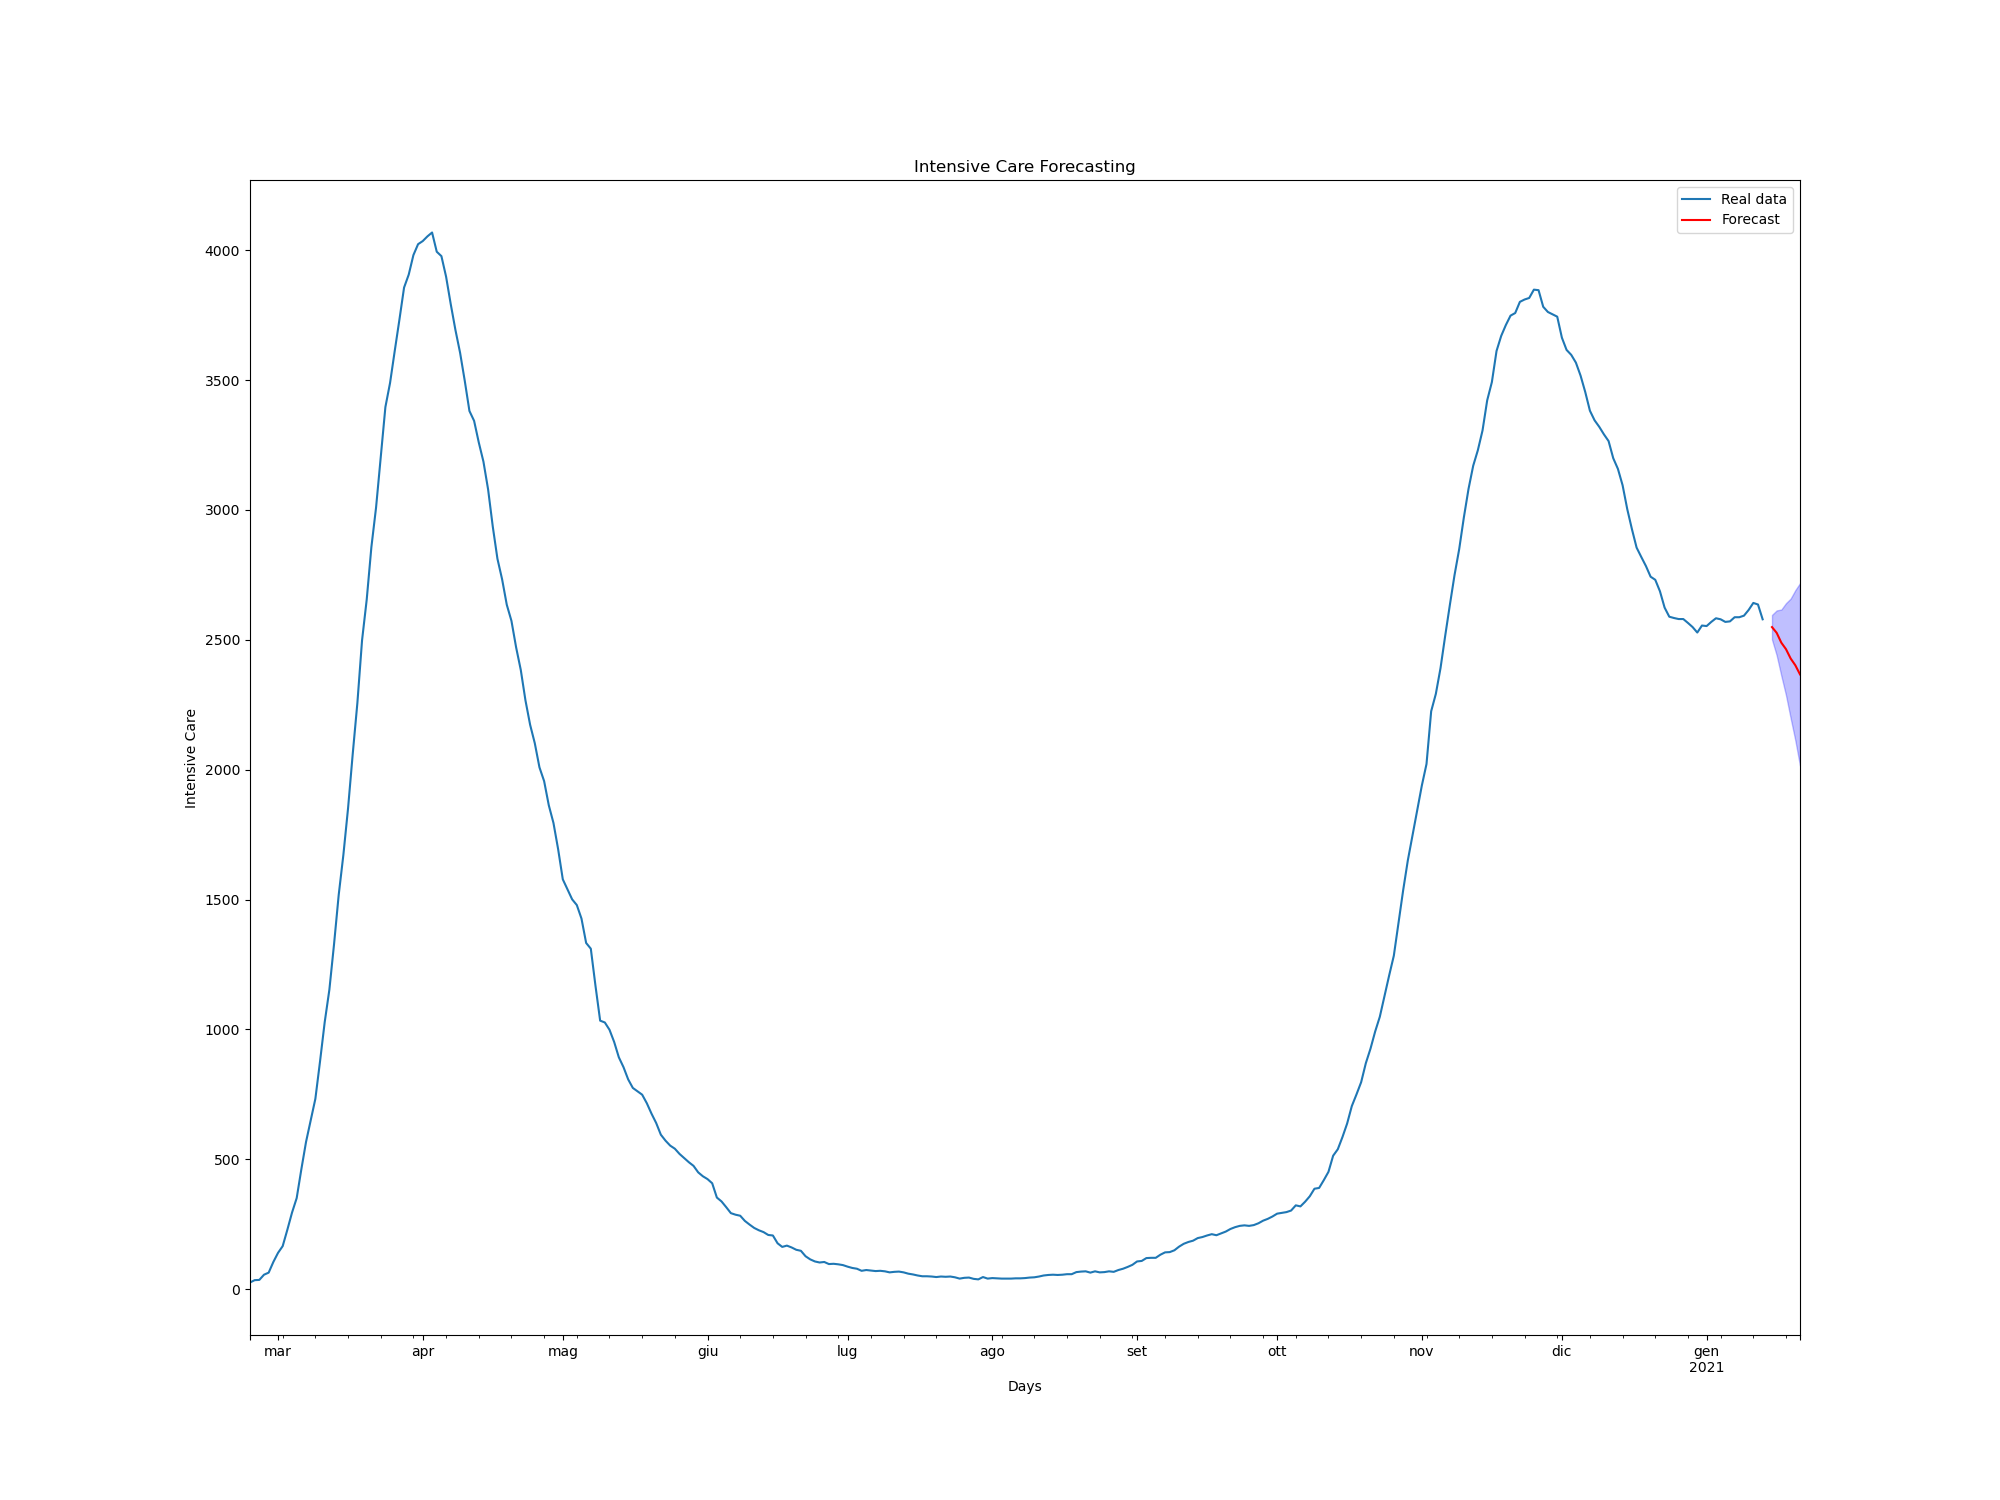 Intensive Care Forecasting
Real data
Forecast
Intensive Care
4000
3500
3000
2500
2000
1500
1000
500
0
mar apr mag giu lug ago set ott nov dic gen
2021
Days